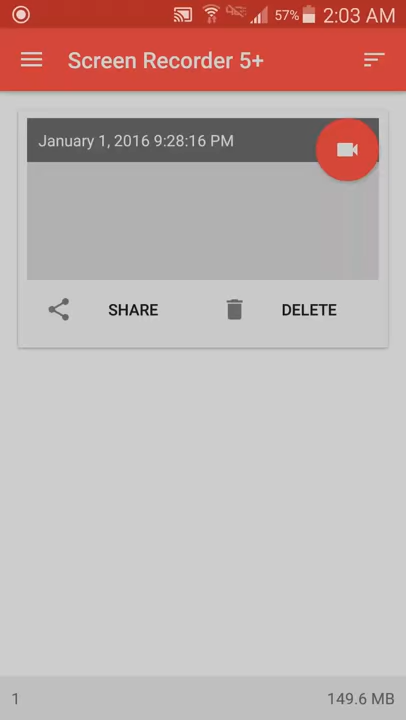 57% 2:03 AM
Screen Recorder 5+
January 1, 2016 9:28:16 PM
SHARE DELETE
1 149.6 MB